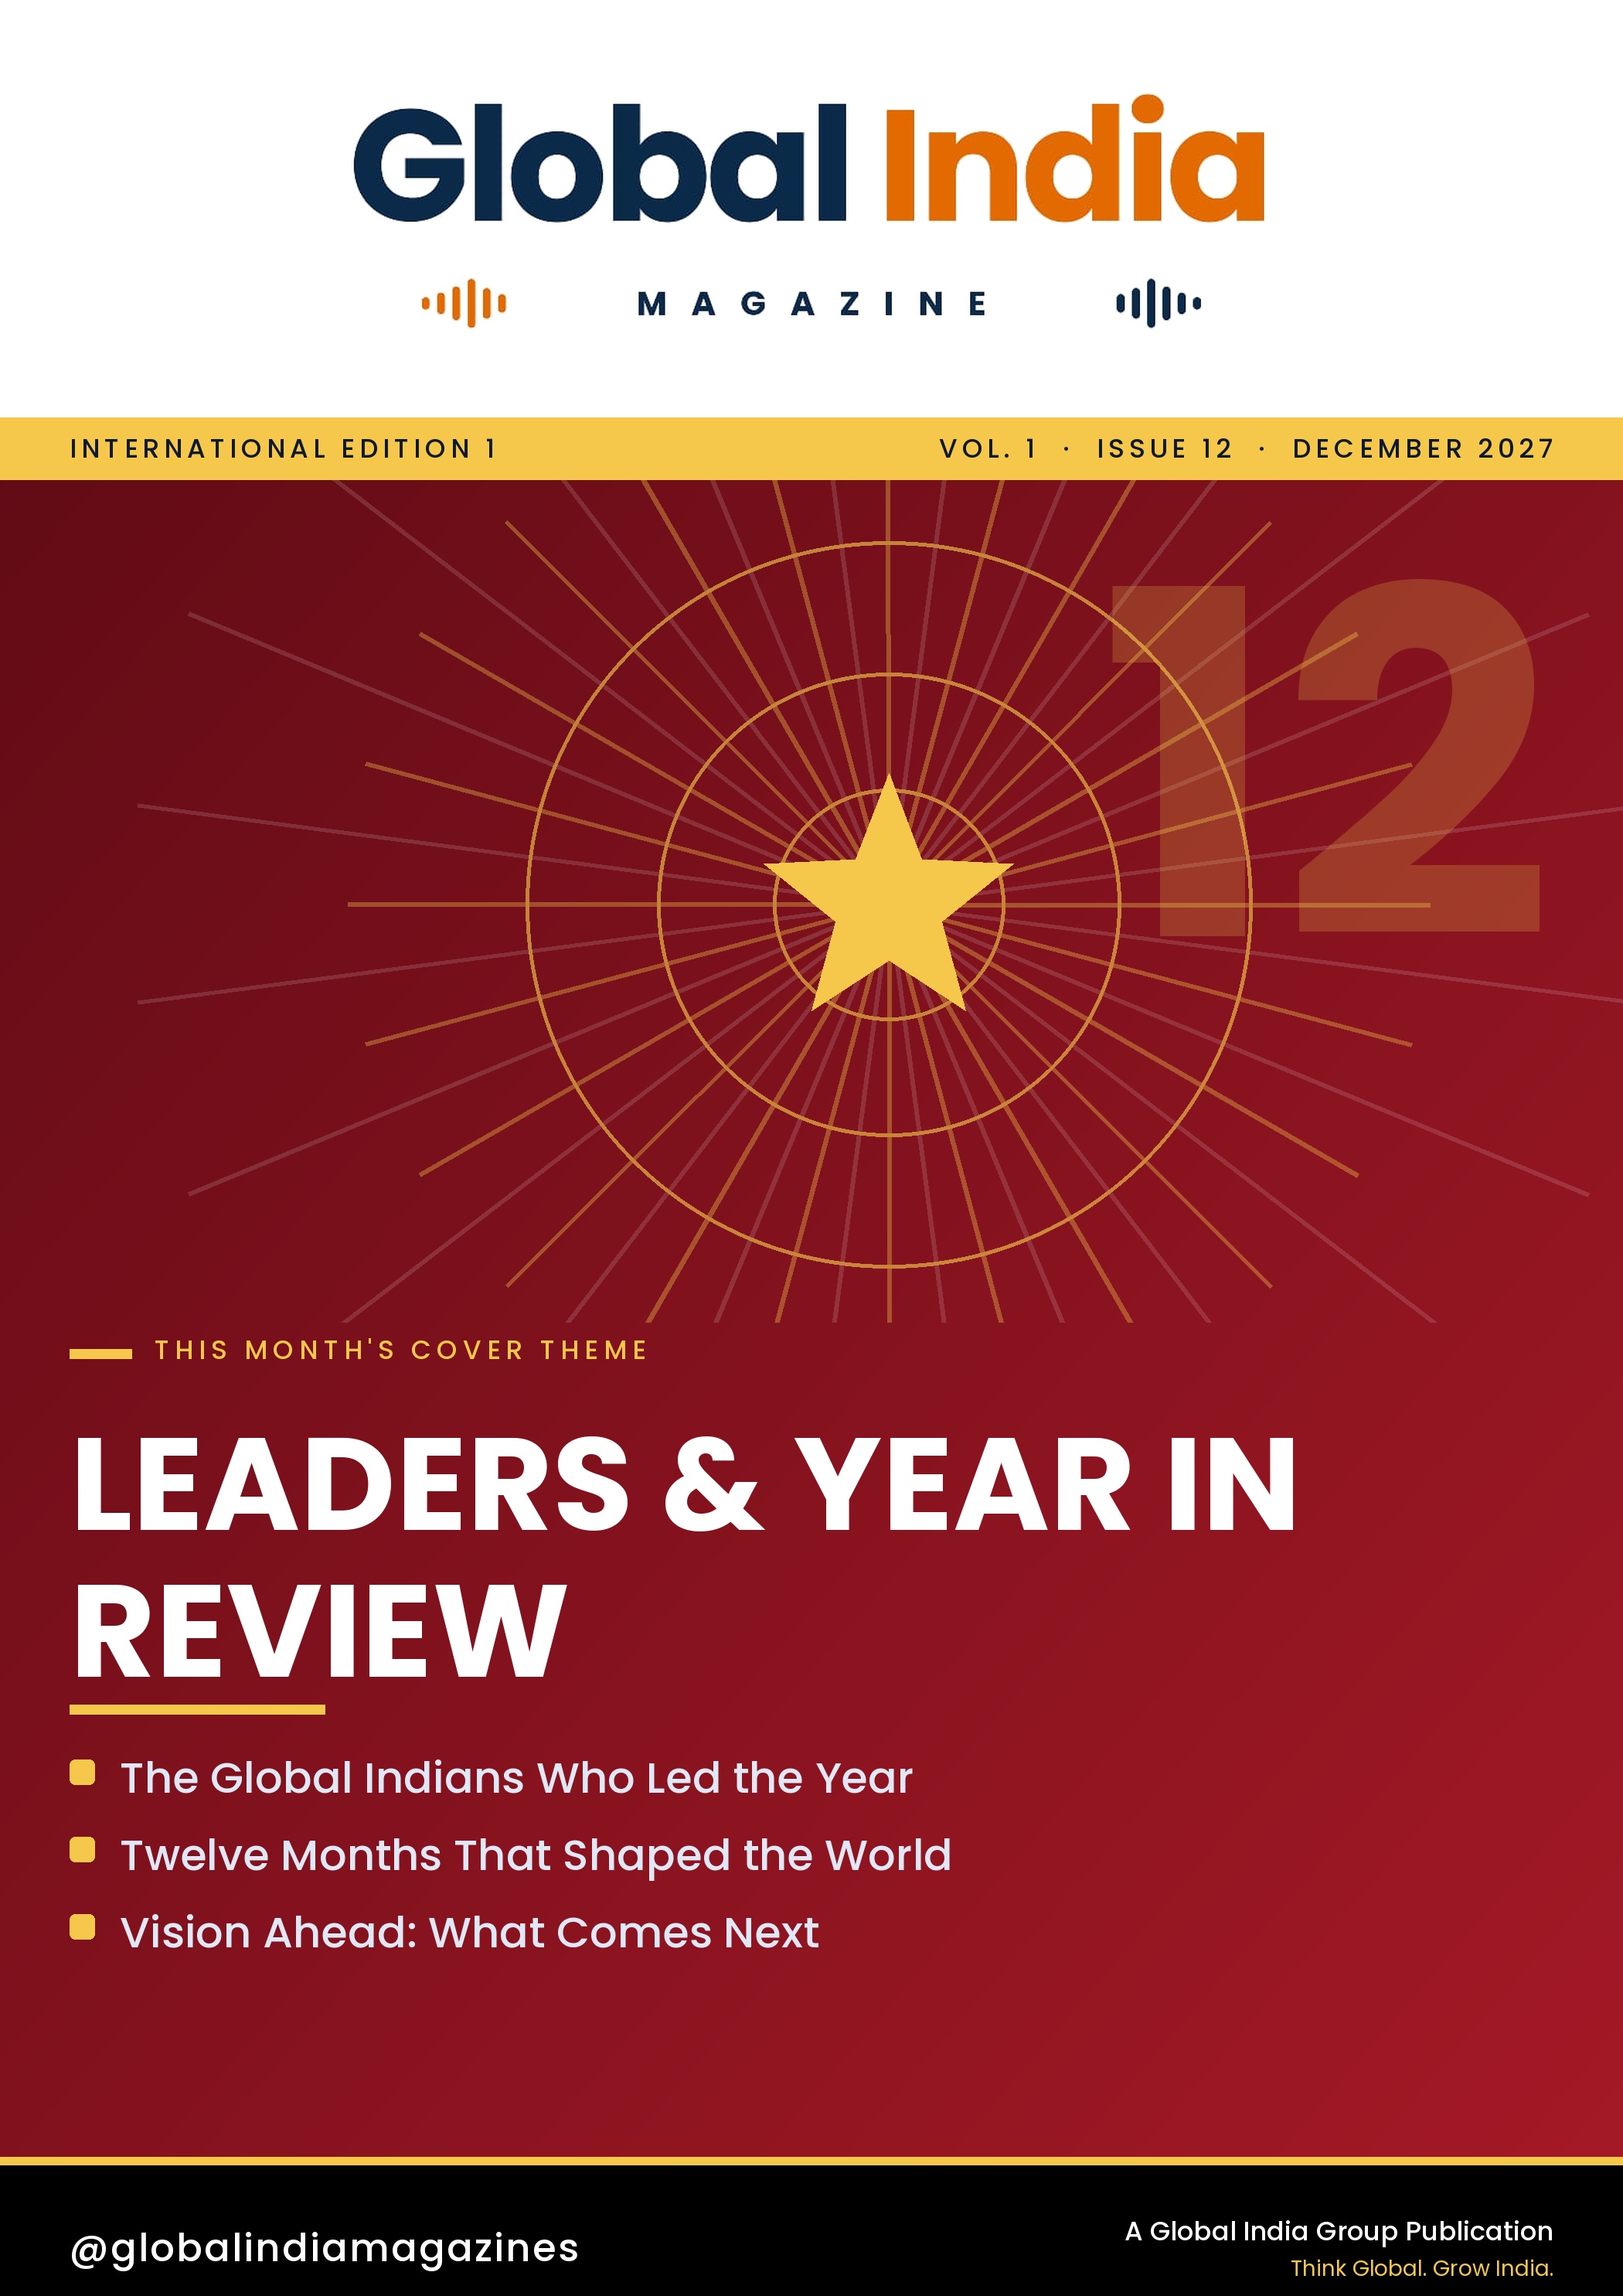 Global India
MAGAZINE
INTERNATIONAL EDITION 1
VOL. 1 · ISSUE 12 · DECEMBER 2027
12
THIS MONTH'S COVER THEME
LEADERS & YEAR IN
REVIEW
The Global Indians Who Led the Year
Twelve Months That Shaped the World
Vision Ahead: What Comes Next
@globalindiamagazines
A Global India Group Publication
Think Global. Grow India.